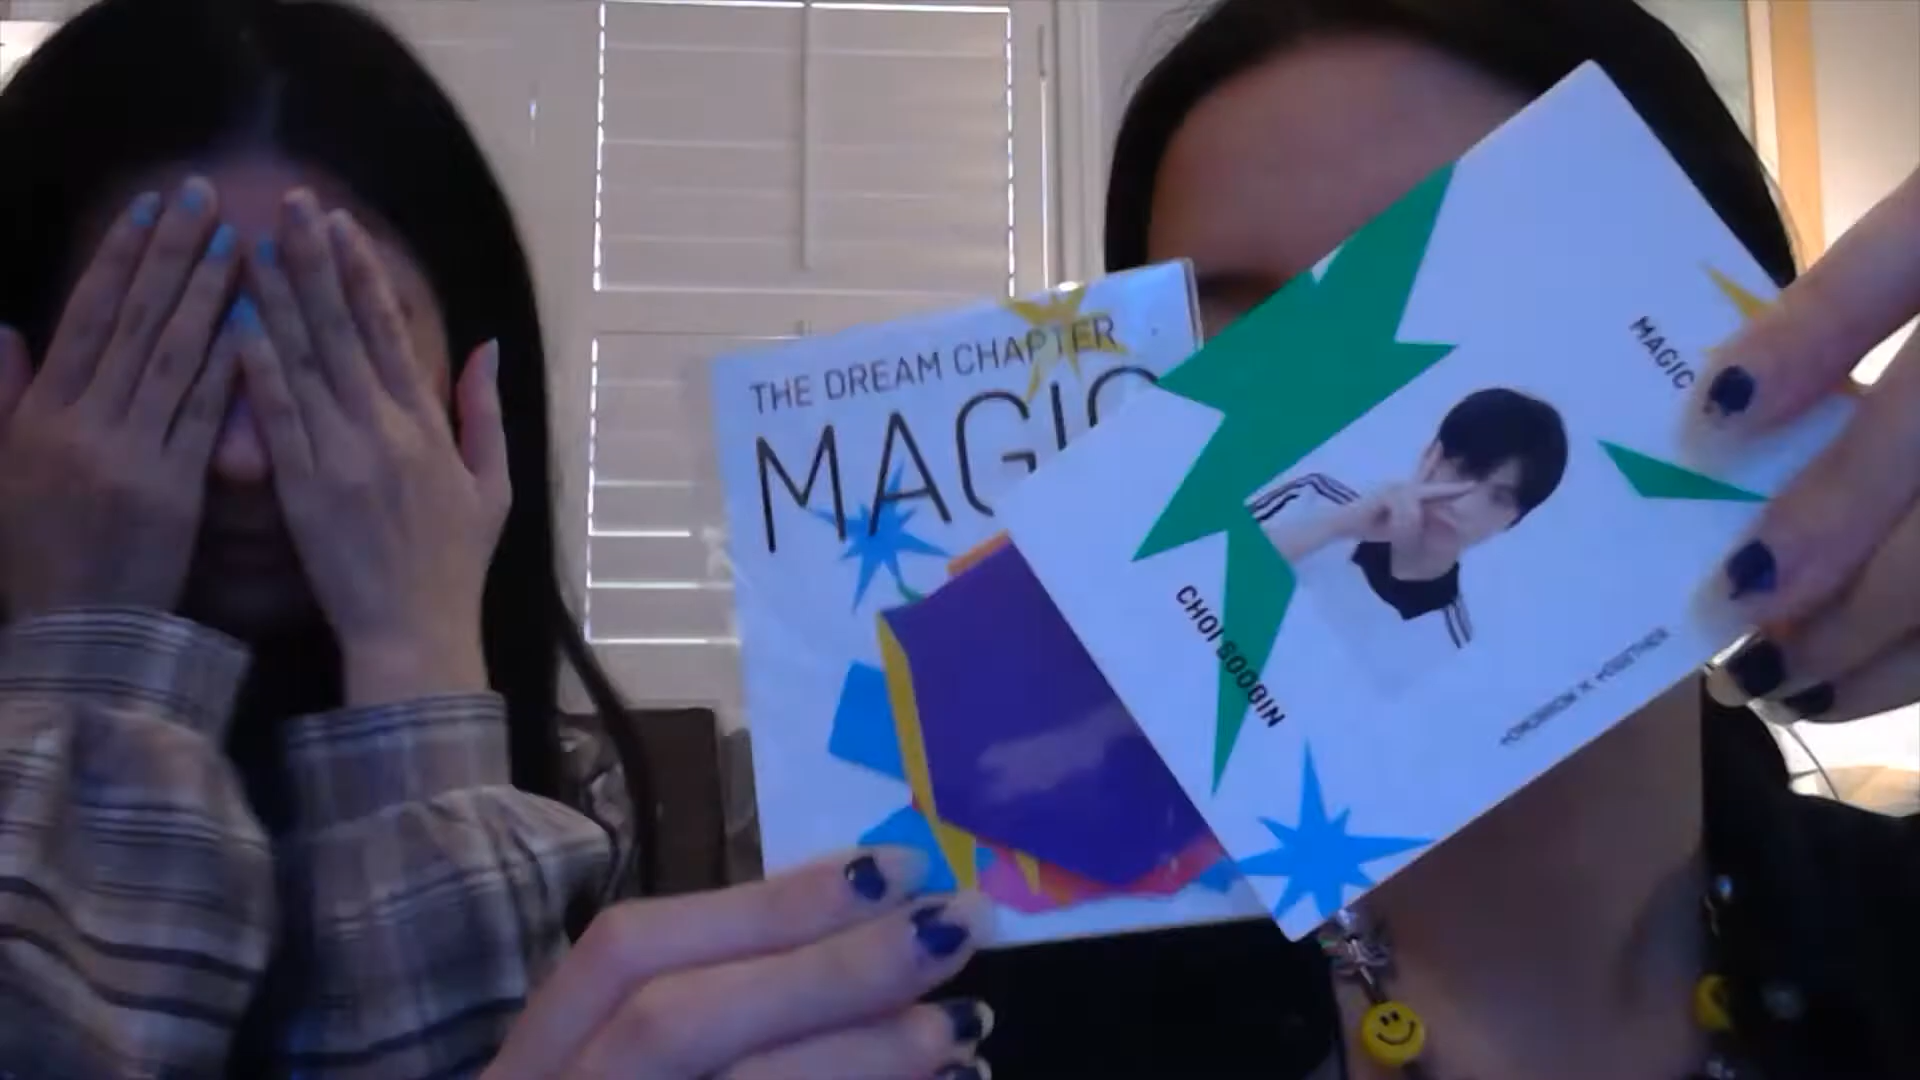 THE DREAM CHAPTER
MAGIC
MAGIC
CHOI SOOBIN
TOMORROW X TOGETHER